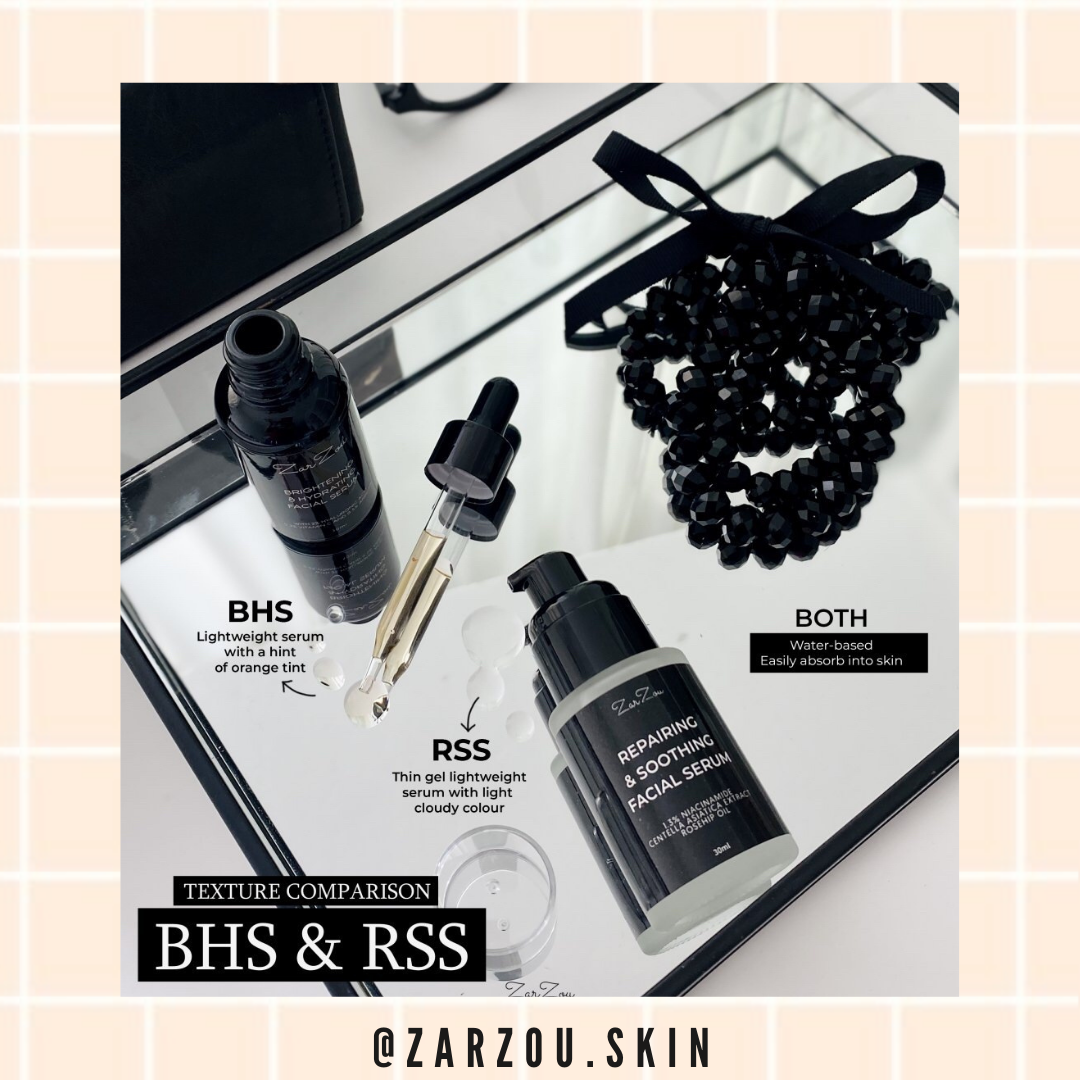 ZarZou
BRIGHTENING
& HYDRATING
FACIAL SERUM
BHS
Lightweight serum
with a hint
of orange tint
RSS
Thin gel lightweight
serum with light
cloudy colour
BOTH
Water-based
Easily absorb into skin
ZarZou
REPAIRING
& SOOTHING
FACIAL SERUM
1.3% NIACINAMIDE
CENTELLA ASIATICA EXTRACT
ROSEHIP OIL
30ml
TEXTURE COMPARISON
BHS & RSS
ZarZou
@ZARZOU.SKIN